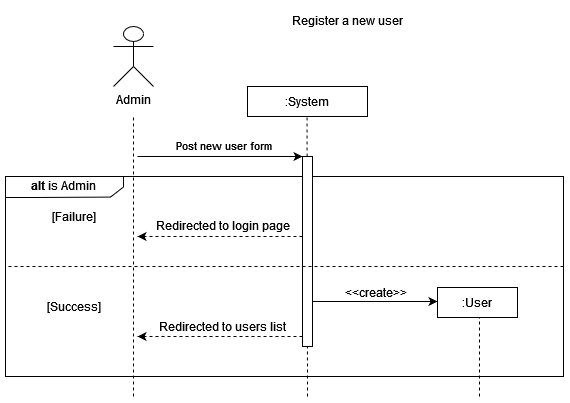 Register a new user
Admin
:System
Post new user form
alt is Admin
[Failure]
Redirected to login page
<<create>>
:User
[Success]
Redirected to users list